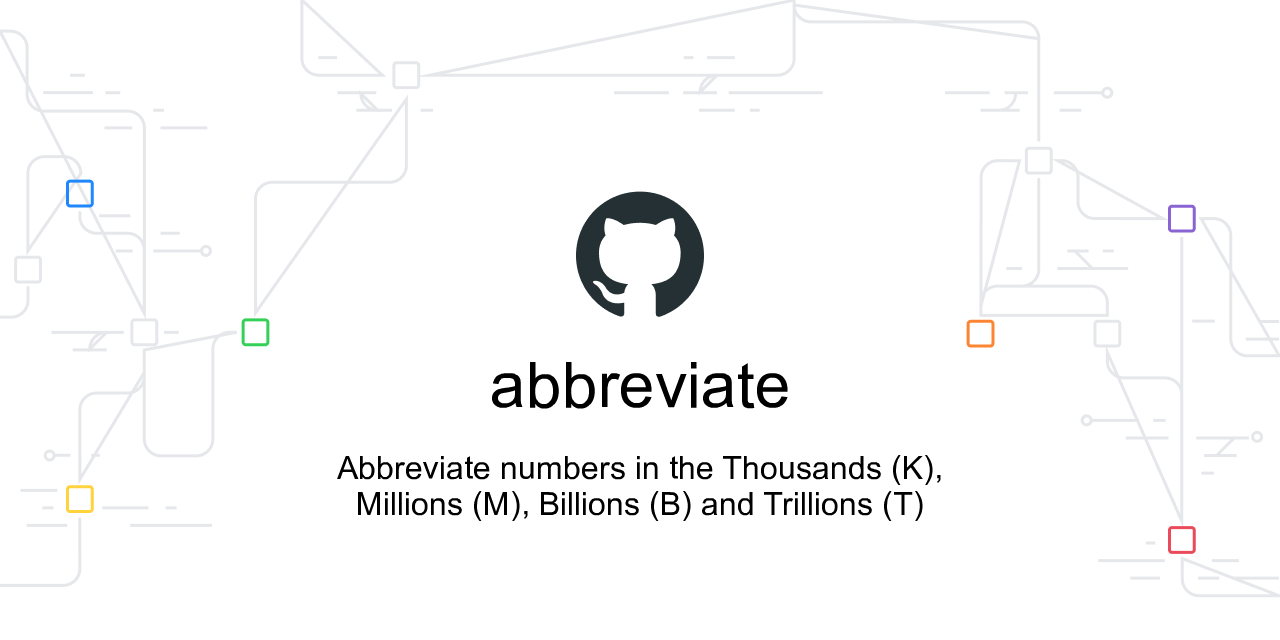 abbreviate
Abbreviate numbers in the Thousands (K),
Millions (M), Billions (B) and Trillions (T)